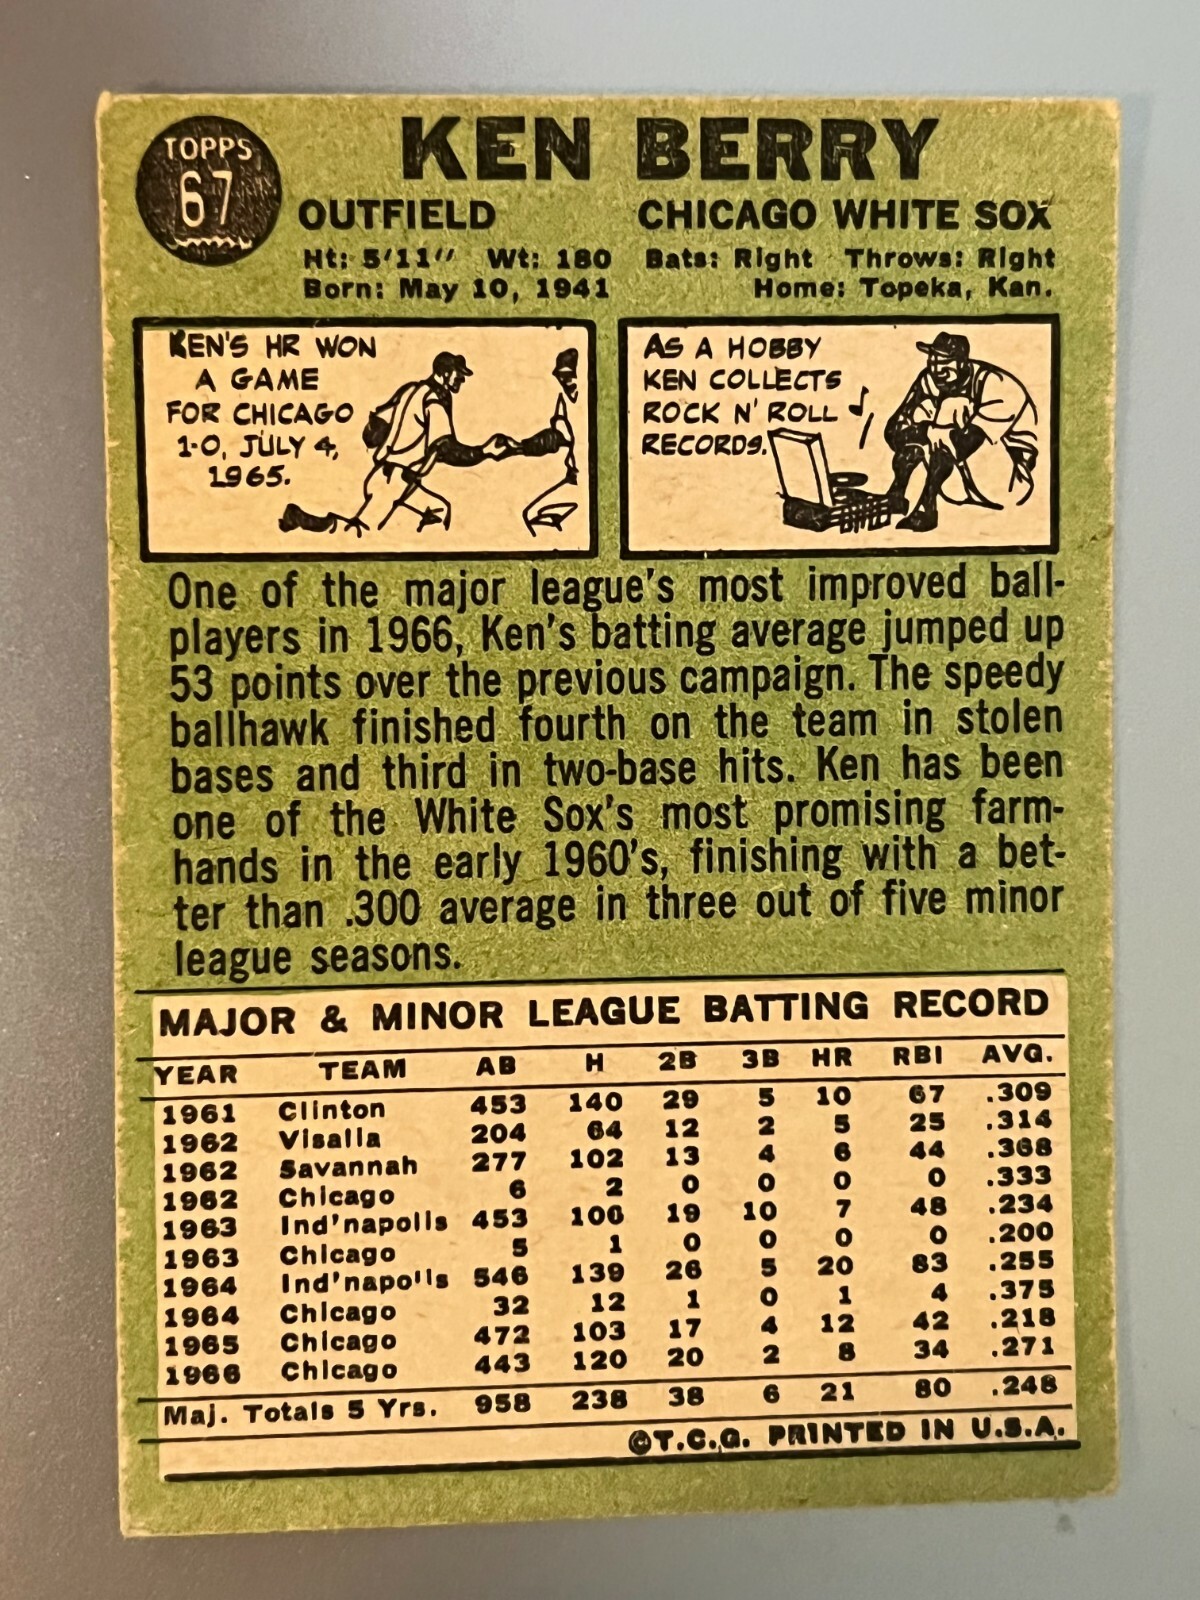 TOPPS
67
KEN BERRY
OUTFIELD CHICAGO WHITE SOX
Ht: 5'11" Wt: 180 Bats: Right Throws: Right
Born: May 10, 1941 Home: Topeka, Kan.
KEN'S HR WON
A GAME
FOR CHICAGO
1-0, JULY 4,
1965.
AS A HOBBY
KEN COLLECTS
ROCK N' ROLL
RECORDS.
One of the major league's most improved ball-
players in 1966, Ken's batting average jumped up
53 points over the previous campaign. The speedy
ballhawk finished fourth on the team in stolen
bases and third in two-base hits. Ken has been
one of the White Sox's most promising farm-
hands in the early 1960's, finishing with a bet-
ter than .300 average in three out of five minor
league seasons.
MAJOR & MINOR LEAGUE BATTING RECORD
YEAR TEAM AB H 2B 3B HR RBI AVG.
1961 Clinton 453 140 29 5 10 67 .309
1962 Visalia 204 64 12 2 5 25 .314
1962 Savannah 277 102 13 4 6 44 .368
1962 Chicago 6 2 0 0 0 0 .333
1963 Ind'napolis 453 106 19 10 7 48 .234
1963 Chicago 5 1 0 0 0 0 .200
1964 Ind'napolis 546 139 26 5 20 83 .255
1964 Chicago 32 12 1 0 1 4 .375
1965 Chicago 472 103 17 4 12 42 .218
1966 Chicago 443 120 20 2 8 34 .271
Maj. Totals 5 Yrs. 958 238 38 6 21 80 .248
©T.C.G. PRINTED IN U.S.A.